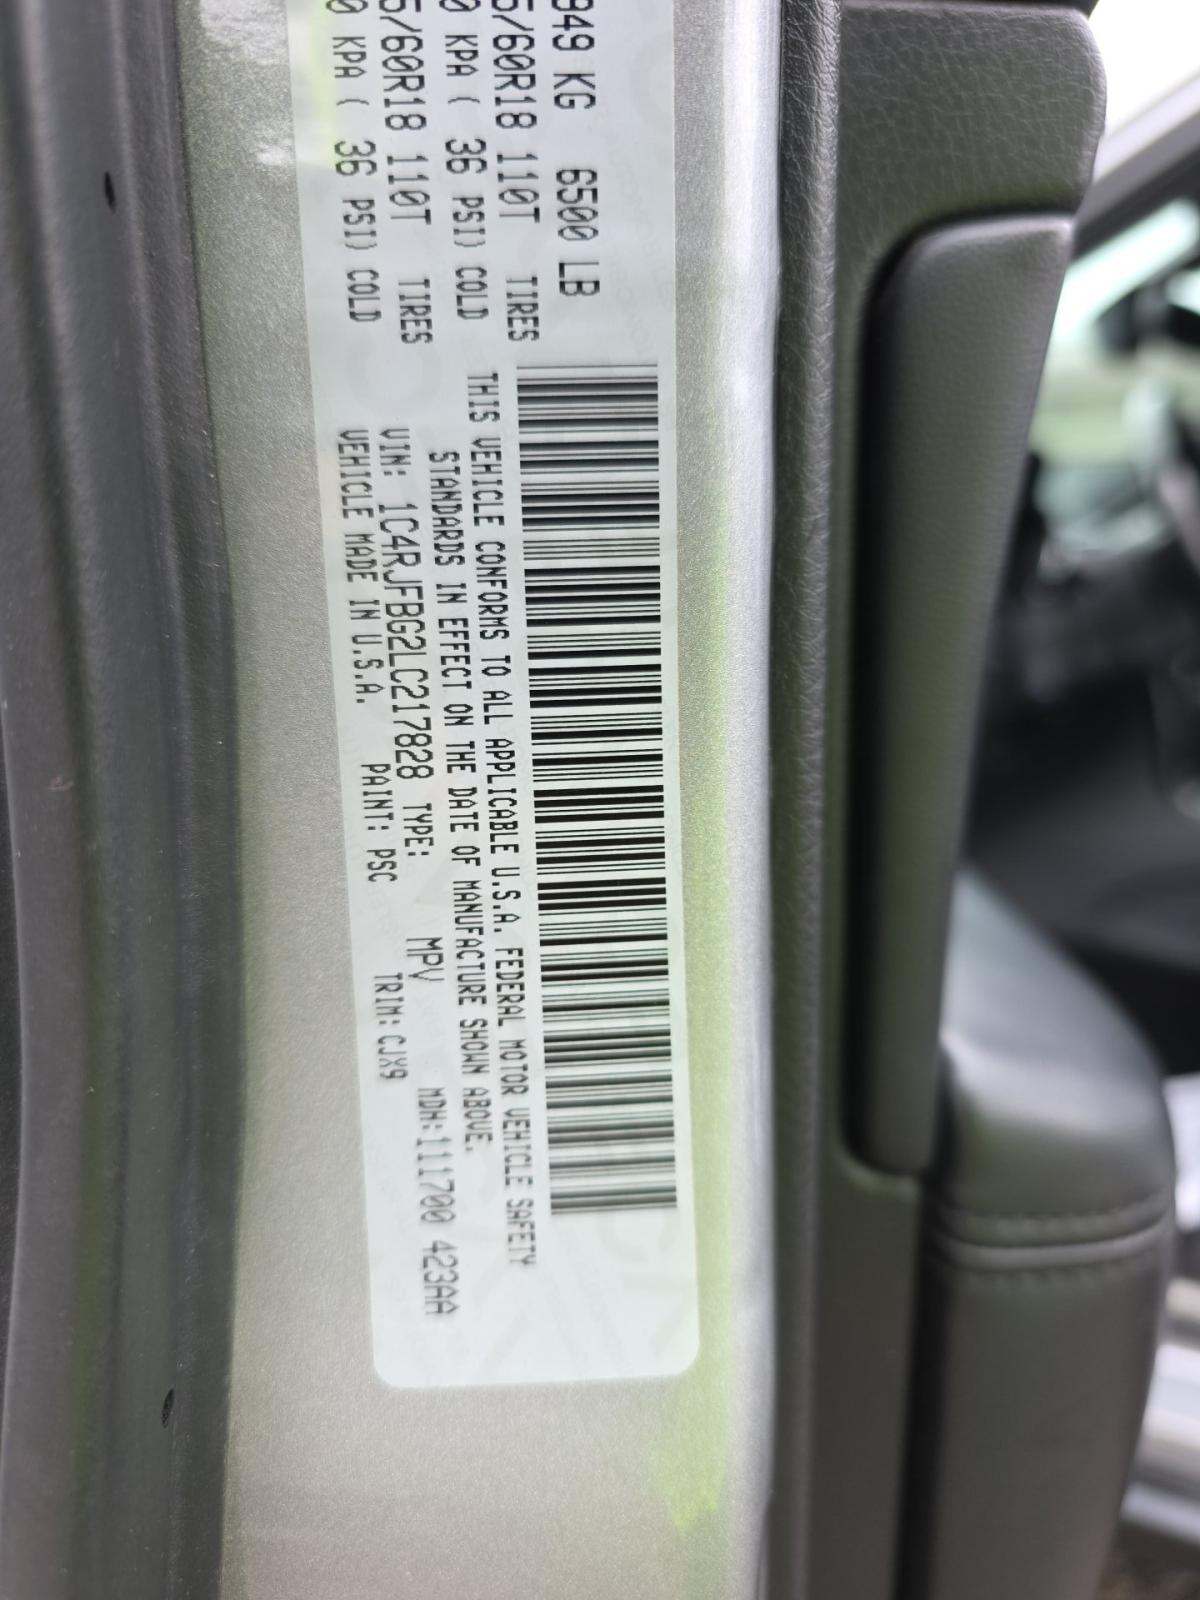 949 KG 6500 LB
5/60R18 110T TIRES
0 KPA ( 36 PSI) COLD
5/60R18 110T TIRES
0 KPA ( 36 PSI) COLD
THIS VEHICLE CONFORMS TO ALL APPLICABLE U.S.A. FEDERAL MOTOR VEHICLE SAFETY
STANDARDS IN EFFECT ON THE DATE OF MANUFACTURE SHOWN ABOVE.
VIN: 1C4RJFBG2LC217828 TYPE: MPV MDH:111700 423AA
VEHICLE MADE IN U.S.A. PAINT: PSC TRIM: CJX9